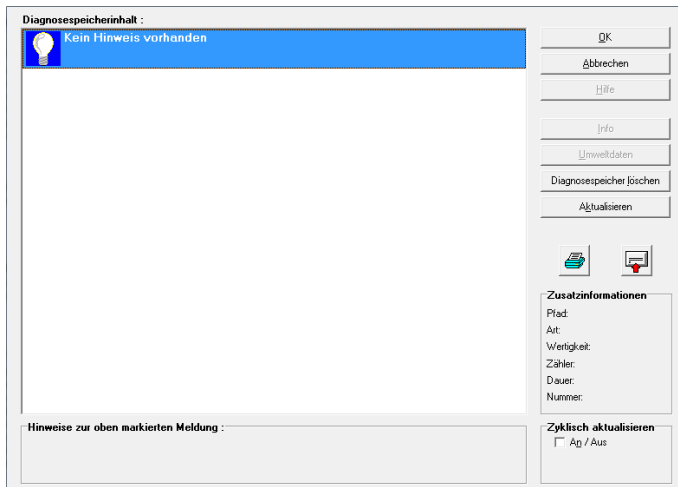 Diagnosespeicherinhalt :
Kein Hinweis vorhanden
OK
Abbrechen
Hilfe
Info
Umweltdaten
Diagnosespeicher löschen
Aktualisieren
Zusatzinformationen
Pfad:
Art:
Wertigkeit:
Zähler:
Dauer:
Nummer:
Hinweise zur oben markierten Meldung :
Zyklisch aktualisieren
An / Aus